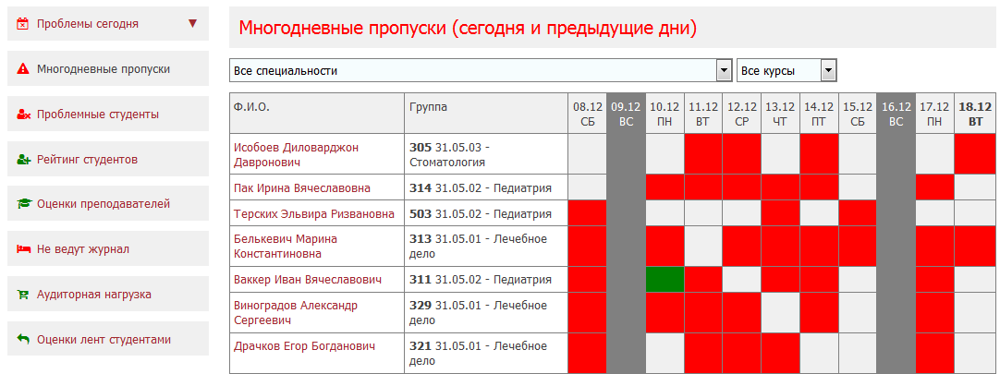 Проблемы сегодня ▼
Многодневные пропуски
Проблемные студенты
Рейтинг студентов
Оценки преподавателей
Не ведут журнал
Аудиторная нагрузка
Оценки лент студентами
Многодневные пропуски (сегодня и предыдущие дни)
Все специальности
Все курсы
Ф.И.О. Группа 08.12 09.12 10.12 11.12 12.12 13.12 14.12 15.12 16.12 17.12 18.12
СБ ВС ПН ВТ СР ЧТ ПТ СБ ВС ПН ВТ
Исобоев Диловарджон 305 31.05.03 -
Давронович Стоматология
Пак Ирина Вячеславовна 314 31.05.02 - Педиатрия
Терских Эльвира Ризвановна 503 31.05.02 - Педиатрия
Белькевич Марина 313 31.05.01 - Лечебное
Константиновна дело
Ваккер Иван Вячеславович 311 31.05.02 - Педиатрия
Виноградов Александр 329 31.05.01 - Лечебное
Сергеевич дело
Драчков Егор Богданович 321 31.05.01 - Лечебное
дело